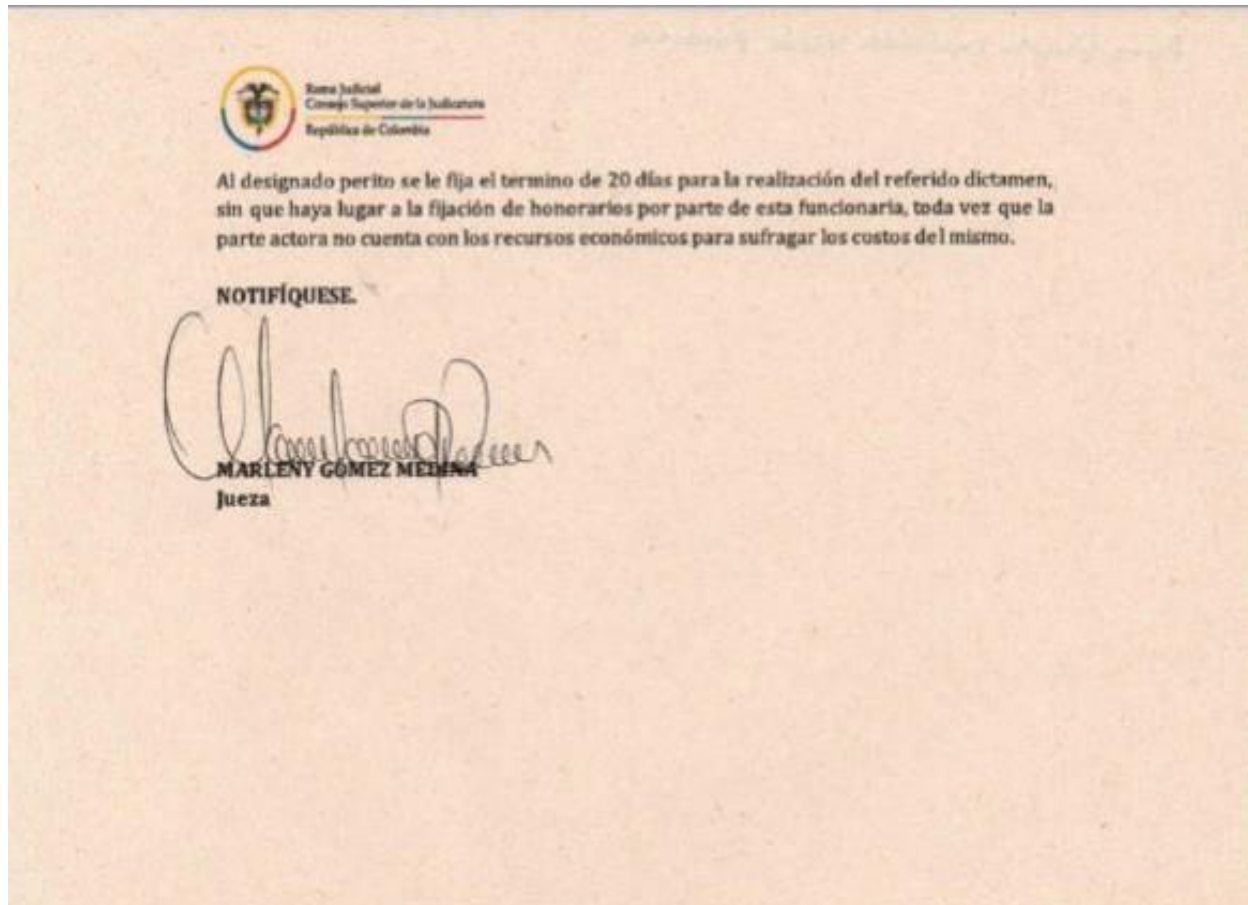 Rama Judicial
Consejo Superior de la Judicatura
República de Colombia
Al designado perito se le fija el termino de 20 días para la realización del referido dictamen,
sin que haya lugar a la fijación de honorarios por parte de esta funcionaria, toda vez que la
parte actora no cuenta con los recursos económicos para sufragar los costos del mismo.
NOTIFÍQUESE.
MARLENY GÓMEZ MEDINA
Jueza